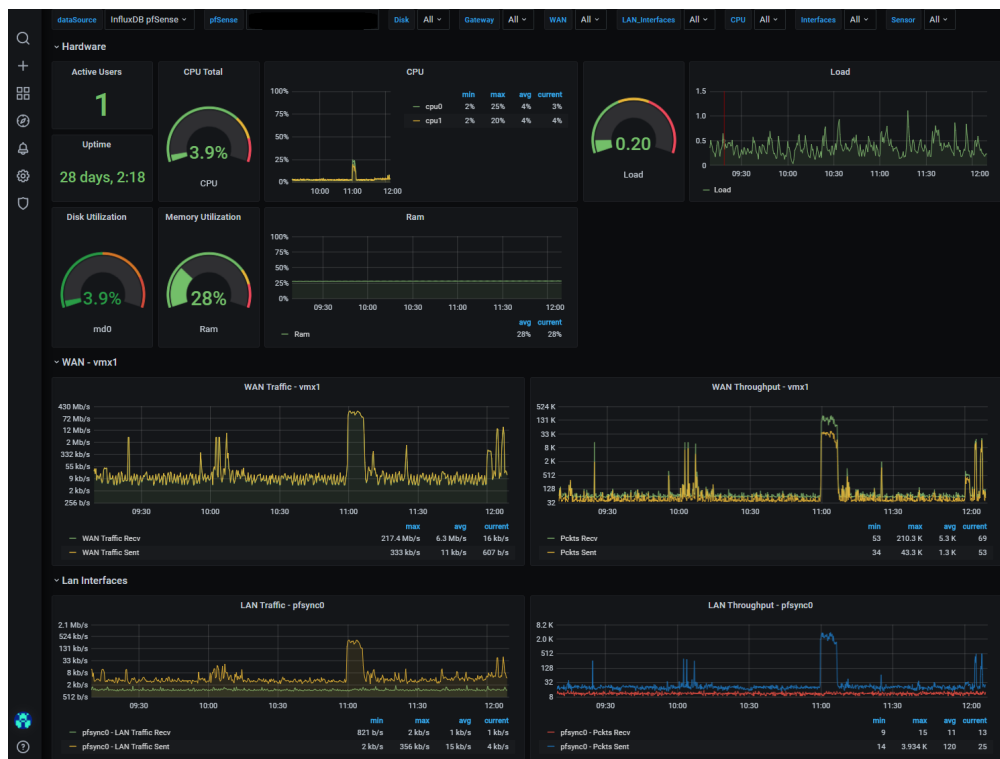 dataSource InfluxDB pfSense pfSense Disk All Gateway All WAN All LAN_Interfaces All CPU All Interfaces All Sensor All
Hardware
Active Users
1
Uptime
28 days, 2:18
CPU Total
3.9%
CPU
CPU
100%
75%
50%
25%
0%
10:00 11:00 12:00
min max avg current
cpu0 2% 25% 4% 3%
cpu1 2% 20% 4% 4%
0.20
Load
Load
1.5
1.0
0.5
0
09:30 10:00 10:30 11:00 11:30 12:00
Load
Disk Utilization
3.9%
md0
Memory Utilization
28%
Ram
Ram
100%
75%
50%
25%
0%
09:30 10:00 10:30 11:00 11:30 12:00
avg current
Ram 28% 28%
WAN - vmx1
WAN Traffic - vmx1
430 Mb/s
72 Mb/s
12 Mb/s
2 Mb/s
332 kb/s
55 kb/s
9 kb/s
2 kb/s
256 b/s
09:30 10:00 10:30 11:00 11:30 12:00
max avg current
WAN Traffic Recv 217.4 Mb/s 6.3 Mb/s 16 kb/s
WAN Traffic Sent 333 kb/s 11 kb/s 607 b/s
WAN Throughput - vmx1
524 K
131 K
33 K
8 K
2 K
512
128
32
09:30 10:00 10:30 11:00 11:30 12:00
min max avg current
Pckts Recv 53 210.3 K 5.3 K 69
Pckts Sent 34 43.3 K 1.3 K 53
Lan Interfaces
LAN Traffic - pfsync0
2.1 Mb/s
524 kb/s
131 kb/s
33 kb/s
8 kb/s
2 kb/s
512 b/s
09:30 10:00 10:30 11:00 11:30 12:00
min max avg current
pfsync0 - LAN Traffic Recv 821 b/s 2 kb/s 1 kb/s 1 kb/s
pfsync0 - LAN Traffic Sent 2 kb/s 356 kb/s 15 kb/s 4 kb/s
LAN Throughput - pfsync0
8.2 K
2.0 K
512
128
32
8
09:30 10:00 10:30 11:00 11:30 12:00
min max avg current
pfsync0 - Pckts Recv 9 15 11 13
pfsync0 - Pckts Sent 14 3.934 K 120 25